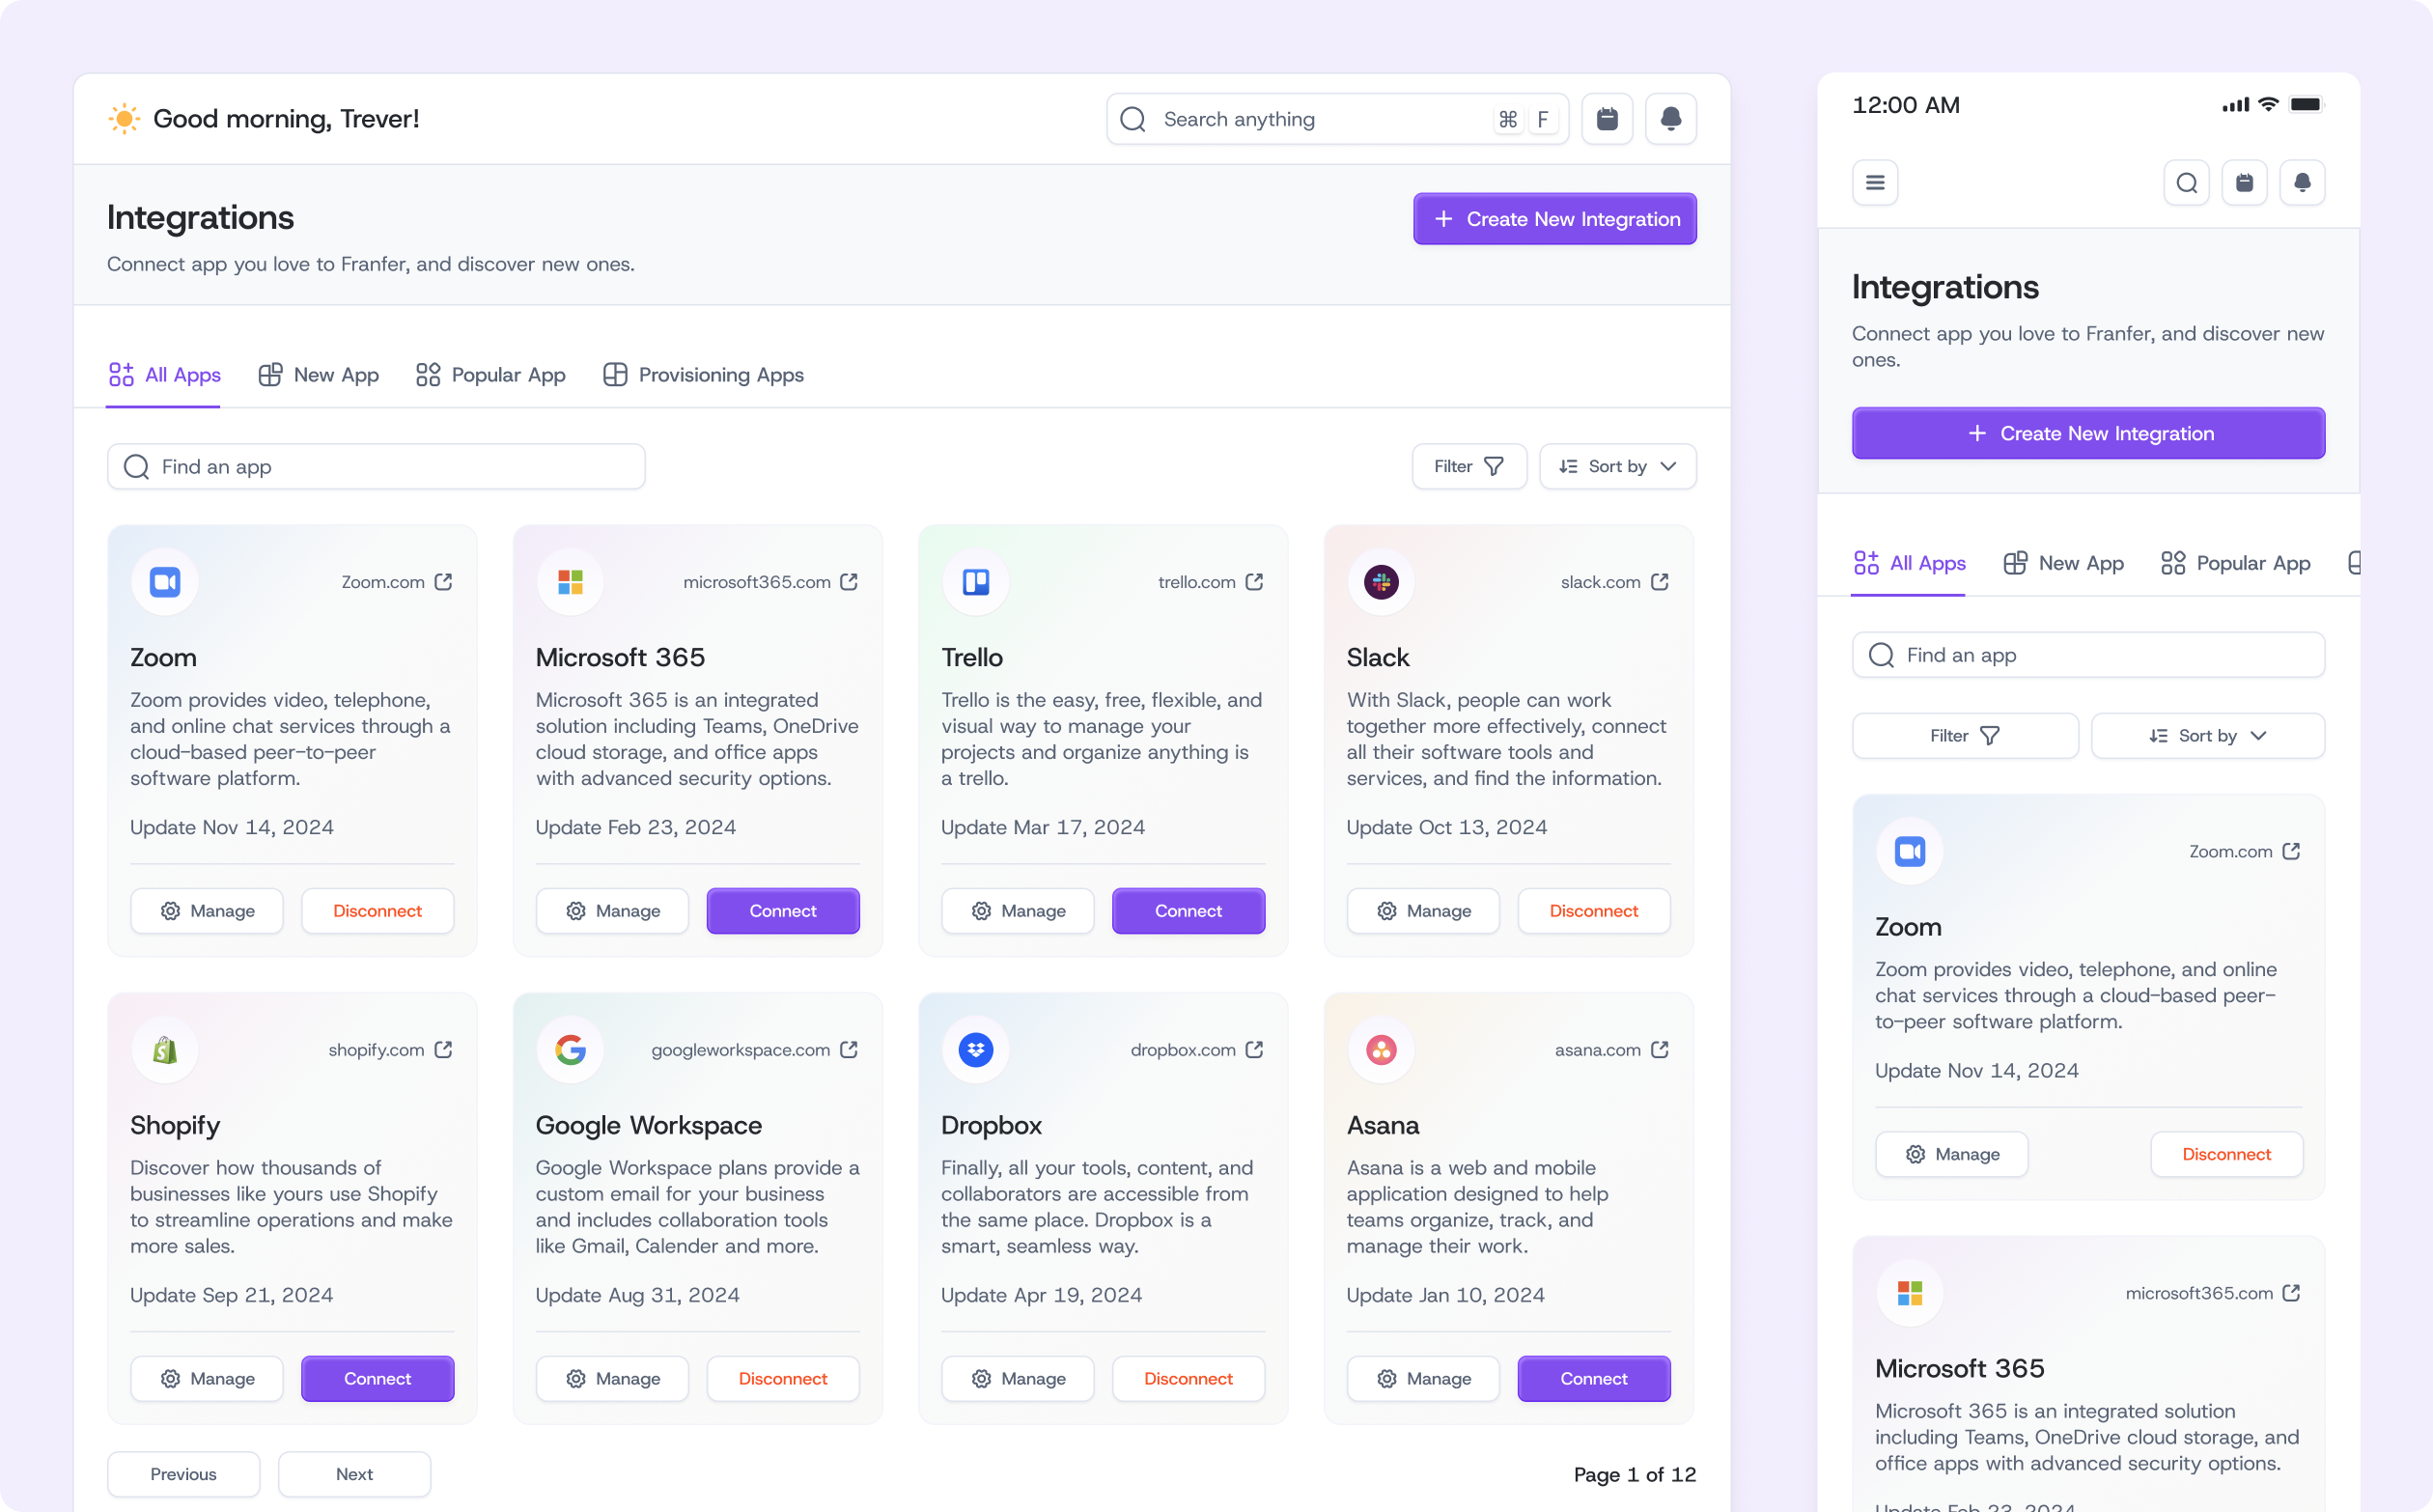 Good morning, Trever!
Search anything
⌘ F
Integrations
Create New Integration
Connect app you love to Franfer, and discover new ones.
All Apps
New App
Popular App
Provisioning Apps
Find an app
Filter
Sort by
Zoom.com
Zoom
Zoom provides video, telephone,
and online chat services through a
cloud-based peer-to-peer
software platform.
Update Nov 14, 2024
Manage
Disconnect
microsoft365.com
Microsoft 365
Microsoft 365 is an integrated
solution including Teams, OneDrive
cloud storage, and office apps
with advanced security options.
Update Feb 23, 2024
Manage
Connect
trello.com
Trello
Trello is the easy, free, flexible, and
visual way to manage your
projects and organize anything is
a trello.
Update Mar 17, 2024
Manage
Connect
slack.com
Slack
With Slack, people can work
together more effectively, connect
all their software tools and
services, and find the information.
Update Oct 13, 2024
Manage
Disconnect
shopify.com
Shopify
Discover how thousands of
businesses like yours use Shopify
to streamline operations and make
more sales.
Update Sep 21, 2024
Manage
Connect
googleworkspace.com
Google Workspace
Google Workspace plans provide a
custom email for your business
and includes collaboration tools
like Gmail, Calender and more.
Update Aug 31, 2024
Manage
Disconnect
dropbox.com
Dropbox
Finally, all your tools, content, and
collaborators are accessible from
the same place. Dropbox is a
smart, seamless way.
Update Apr 19, 2024
Manage
Disconnect
asana.com
Asana
Asana is a web and mobile
application designed to help
teams organize, track, and
manage their work.
Update Jan 10, 2024
Manage
Connect
Previous
Next
Page 1 of 12
12:00 AM
Integrations
Connect app you love to Franfer, and discover new
ones.
Create New Integration
All Apps
New App
Popular App
Find an app
Filter
Sort by
Zoom.com
Zoom
Zoom provides video, telephone, and online
chat services through a cloud-based peer-
to-peer software platform.
Update Nov 14, 2024
Manage
Disconnect
microsoft365.com
Microsoft 365
Microsoft 365 is an integrated solution
including Teams, OneDrive cloud storage, and
office apps with advanced security options.
Update Feb 23, 2024